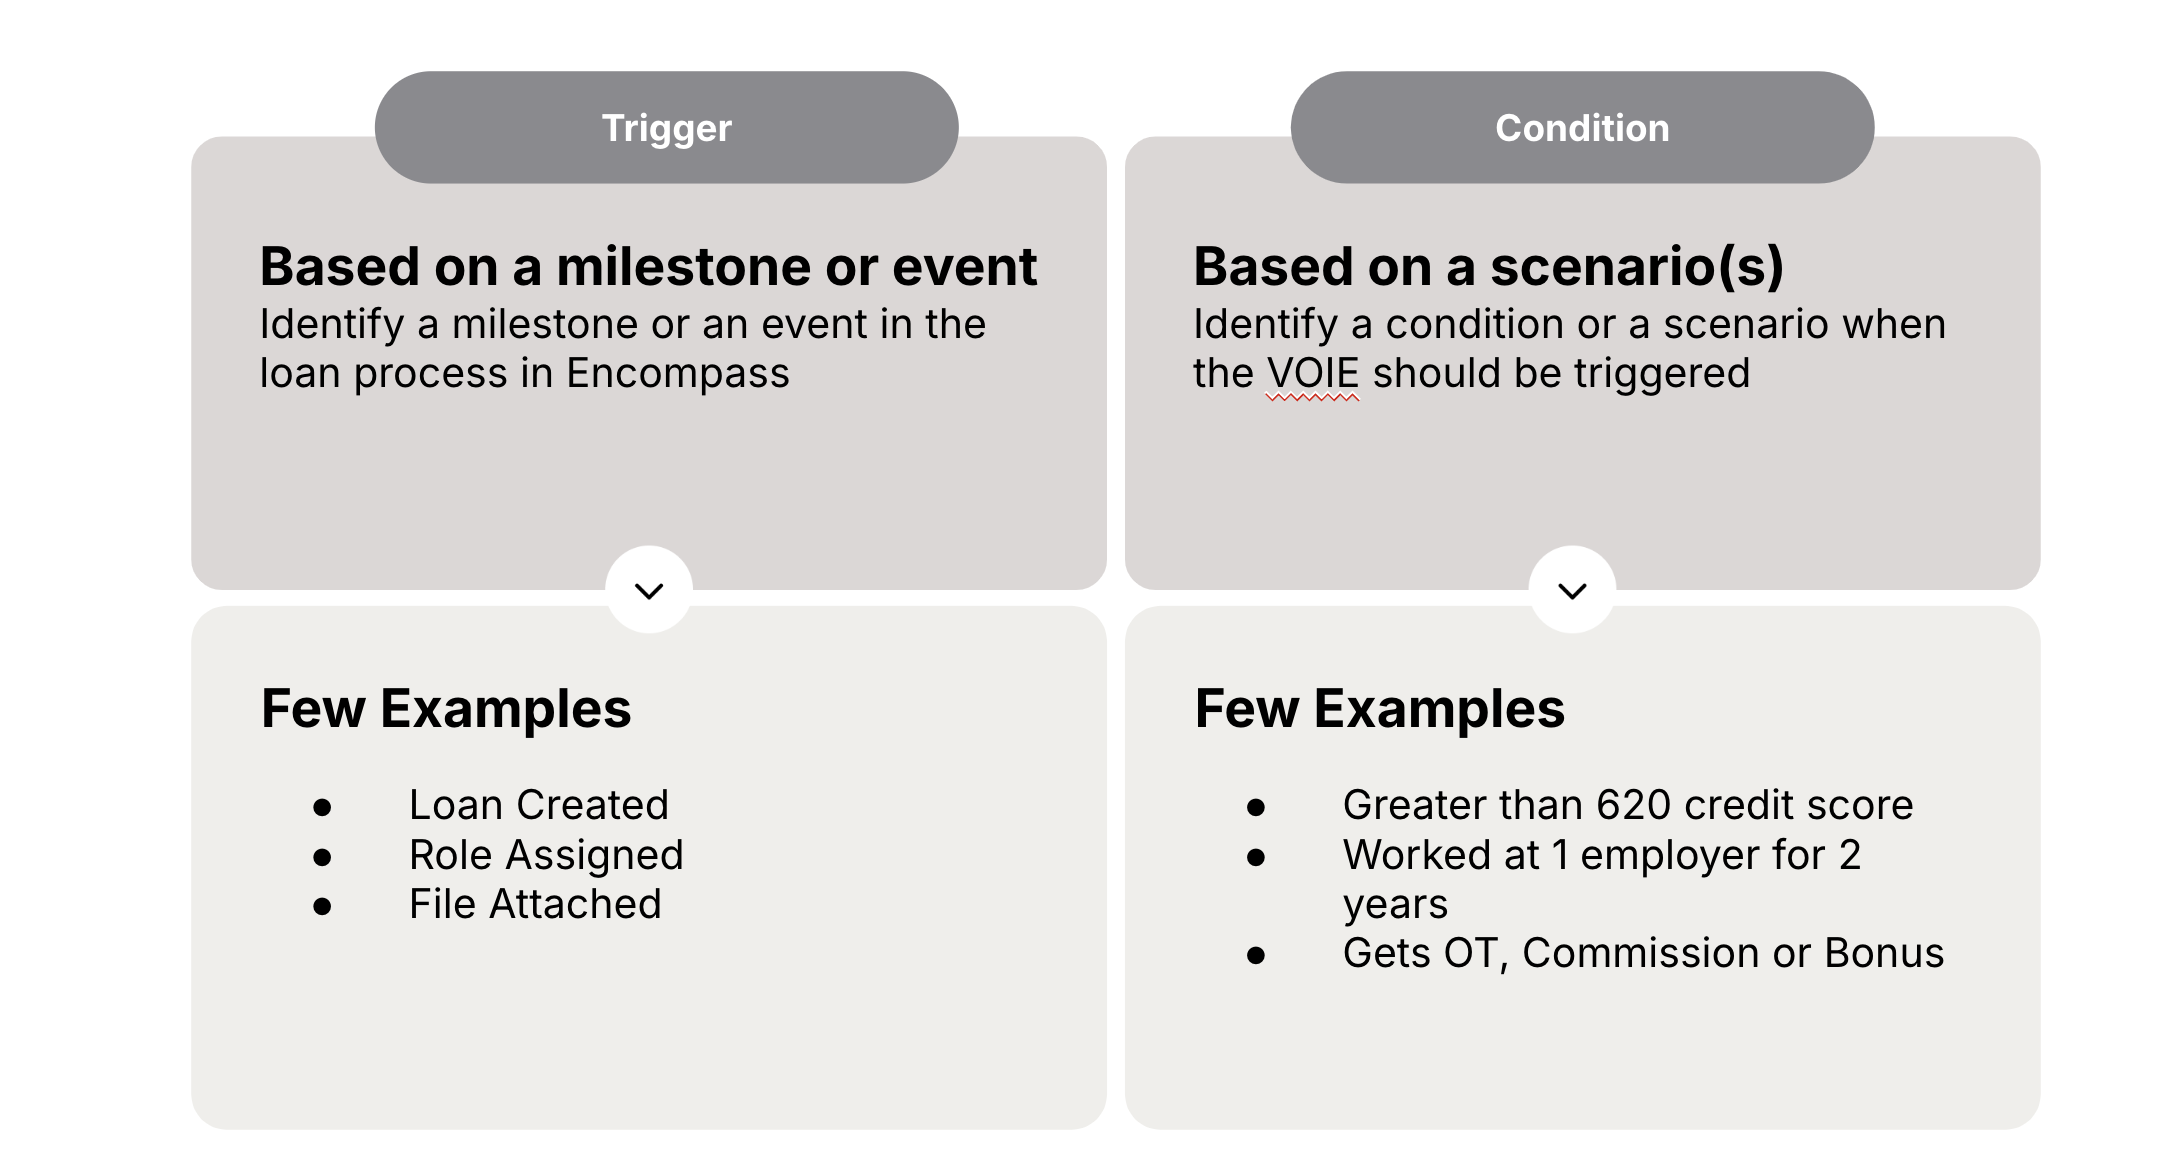 Trigger
Based on a milestone or event
Identify a milestone or an event in the
loan process in Encompass
Few Examples
● Loan Created
● Role Assigned
● File Attached
Condition
Based on a scenario(s)
Identify a condition or a scenario when
the VOIE should be triggered
Few Examples
● Greater than 620 credit score
● Worked at 1 employer for 2
years
● Gets OT, Commission or Bonus